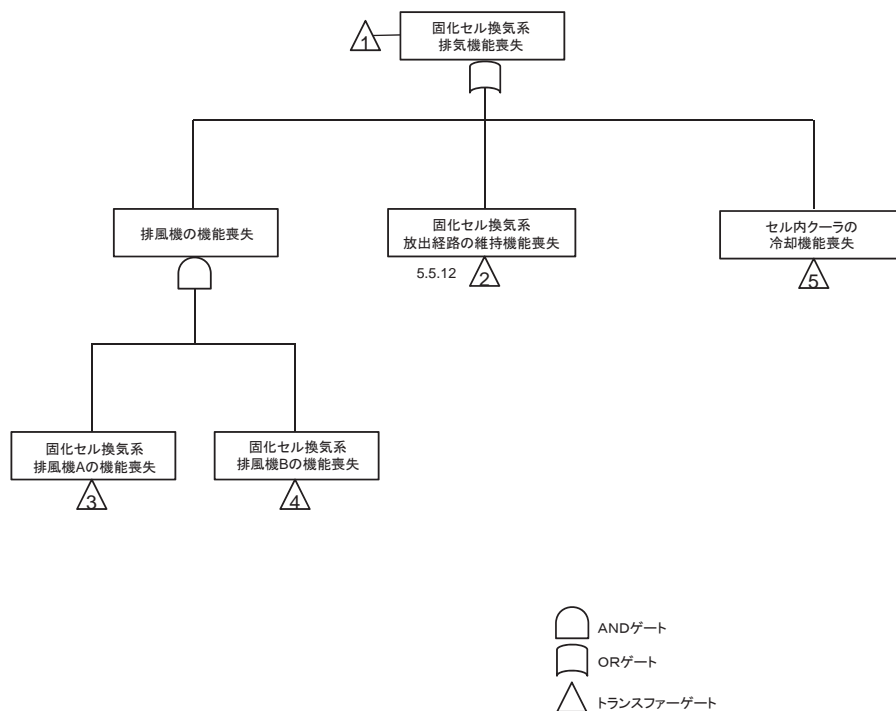 1
固化セル換気系
排気機能喪失
排風機の機能喪失
固化セル換気系
放出経路の維持機能喪失
5.5.12
2
セル内クーラの
冷却機能喪失
5
固化セル換気系
排風機Aの機能喪失
3
固化セル換気系
排風機Bの機能喪失
4
ANDゲート
ORゲート
トランスファーゲート